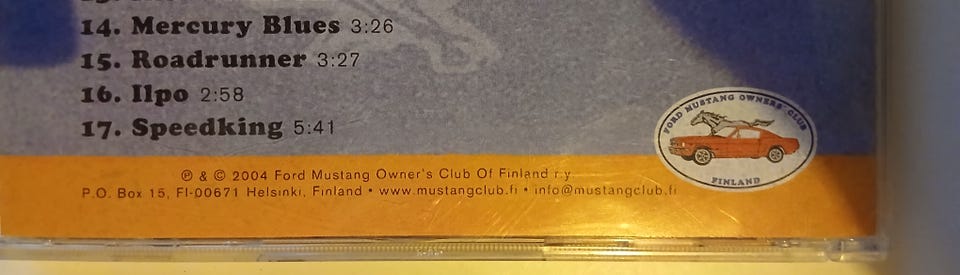 14. Mercury Blues 3:26
15. Roadrunner 3:27
16. Ilpo 2:58
17. Speedking 5:41
℗ & © 2004 Ford Mustang Owner's Club Of Finland r.y.
P.O. Box 15, FI-00671 Helsinki, Finland • www.mustangclub.fi • info@mustangclub.fi
FORD MUSTANG OWNERS CLUB
FINLAND